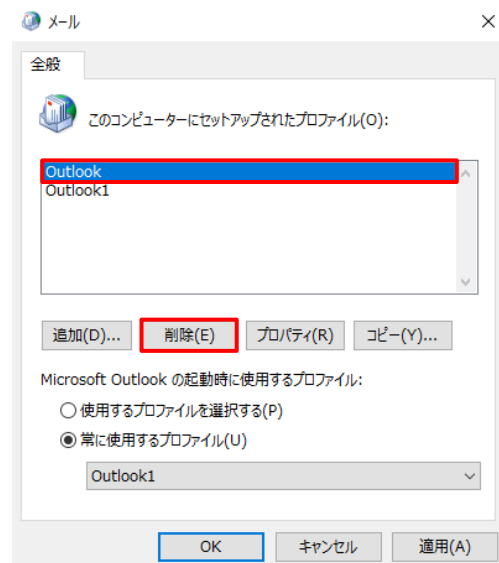 メール
全般
このコンピューターにセットアップされたプロファイル(O):
Outlook
Outlook1
追加(D)... 削除(E) プロパティ(R) コピー(Y)...
Microsoft Outlook の起動時に使用するプロファイル:
使用するプロファイルを選択する(P)
常に使用するプロファイル(U)
Outlook1
OK キャンセル 適用(A)